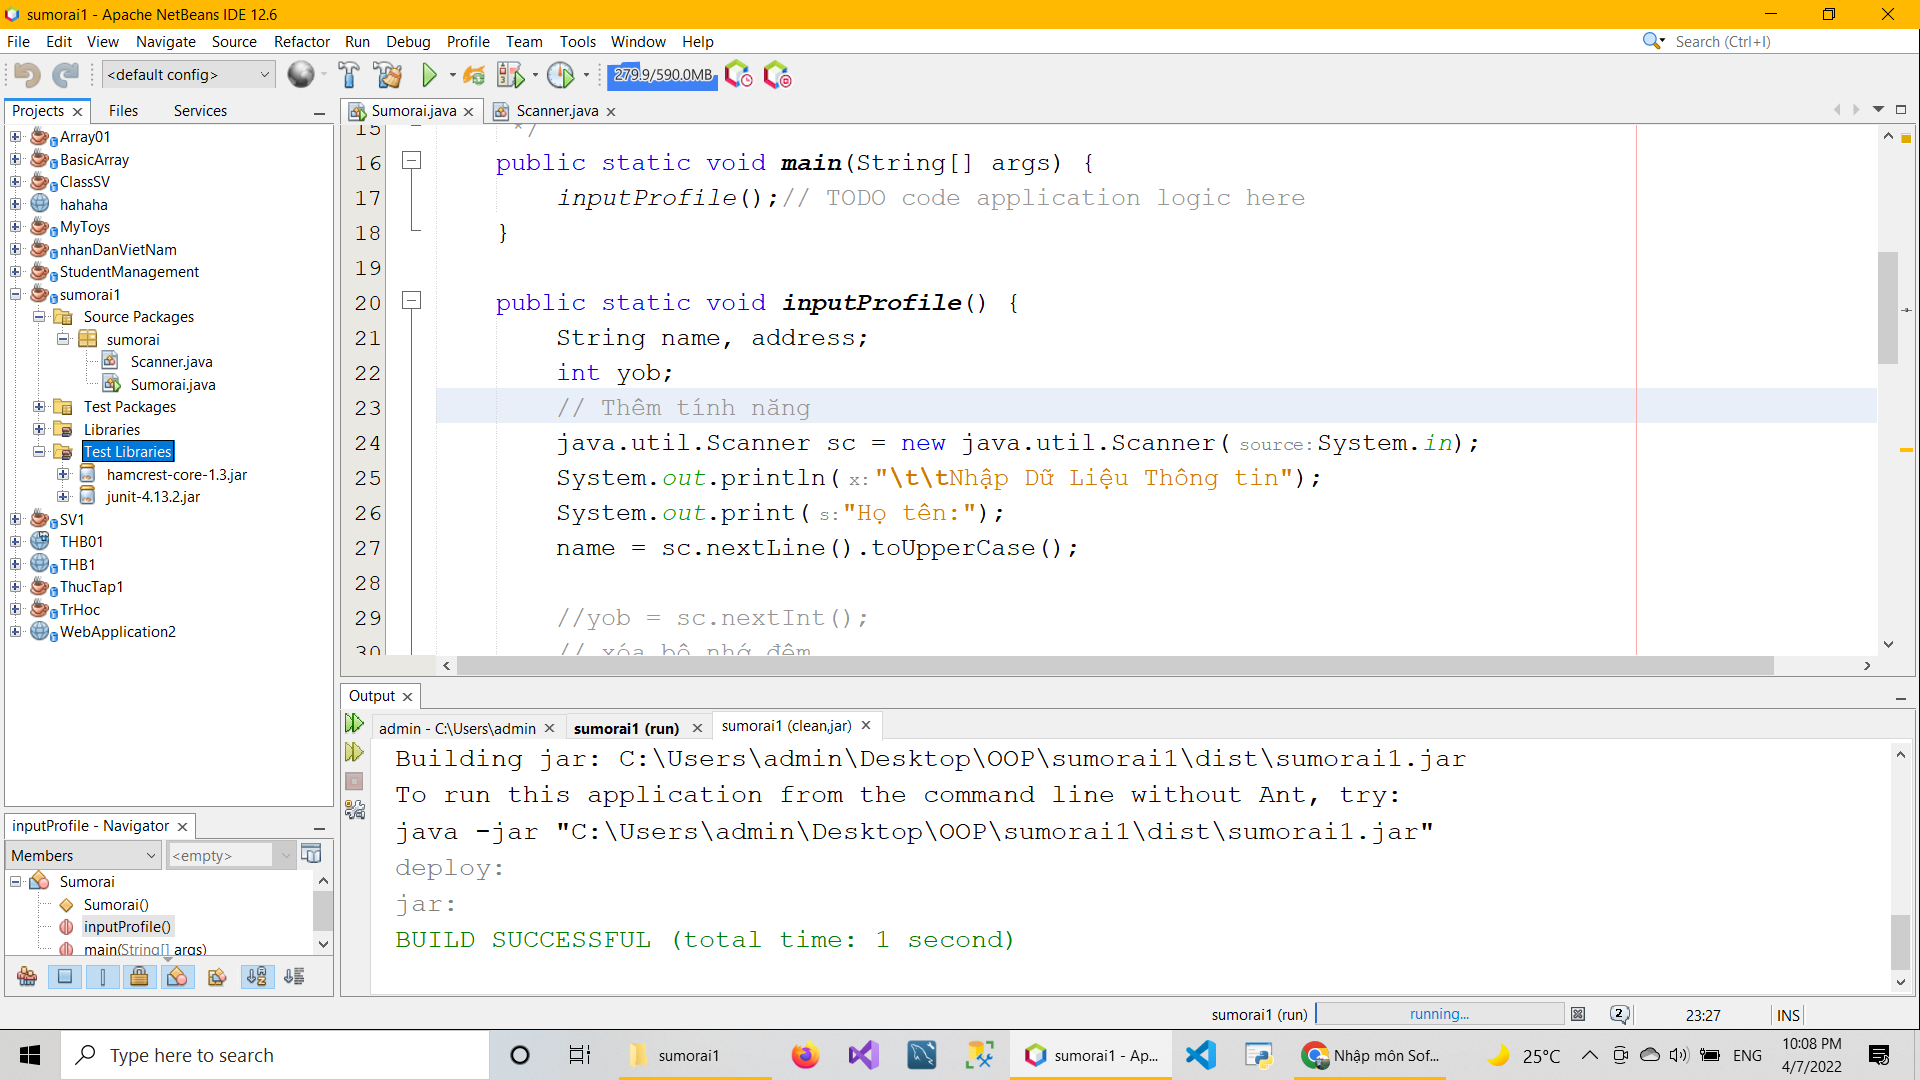 sumorai1 - Apache NetBeans IDE 12.6
File Edit View Navigate Source Refactor Run Debug Profile Team Tools Window Help
Search (Ctrl+I)
<default config>
279.9/590.0MB
Projects Files Services
Array01
BasicArray
ClassSV
hahaha
MyToys
nhanDanVietNam
StudentManagement
sumorai1
Source Packages
sumorai
Scanner.java
Sumorai.java
Test Packages
Libraries
Test Libraries
hamcrest-core-1.3.jar
junit-4.13.2.jar
SV1
THB01
THB1
ThucTap1
TrHoc
WebApplication2
inputProfile - Navigator
Members
<empty>
Sumorai
Sumorai()
inputProfile()
main(String[] args)
Sumorai.java Scanner.java
15 */
16 public static void main(String[] args) {
17 inputProfile();// TODO code application logic here
18 }
19
20 public static void inputProfile() {
21 String name, address;
22 int yob;
23 // Thêm tính năng
24 java.util.Scanner sc = new java.util.Scanner( source: System.in);
25 System.out.println( x: "\t\tNhập Dữ Liệu Thông tin");
26 System.out.print( s: "Họ tên:");
27 name = sc.nextLine().toUpperCase();
28
29 //yob = sc.nextInt();
30 // xóa bộ nhớ đệm
Output
admin - C:\Users\admin sumorai1 (run) sumorai1 (clean,jar)
Building jar: C:\Users\admin\Desktop\OOP\sumorai1\dist\sumorai1.jar
To run this application from the command line without Ant, try:
java -jar "C:\Users\admin\Desktop\OOP\sumorai1\dist\sumorai1.jar"
deploy:
jar:
BUILD SUCCESSFUL (total time: 1 second)
sumorai1 (run) running... 2 23:27 INS
Type here to search
sumorai1
sumorai1 - Ap...
Nhập môn Sof...
25°C
ENG
10:08 PM
4/7/2022